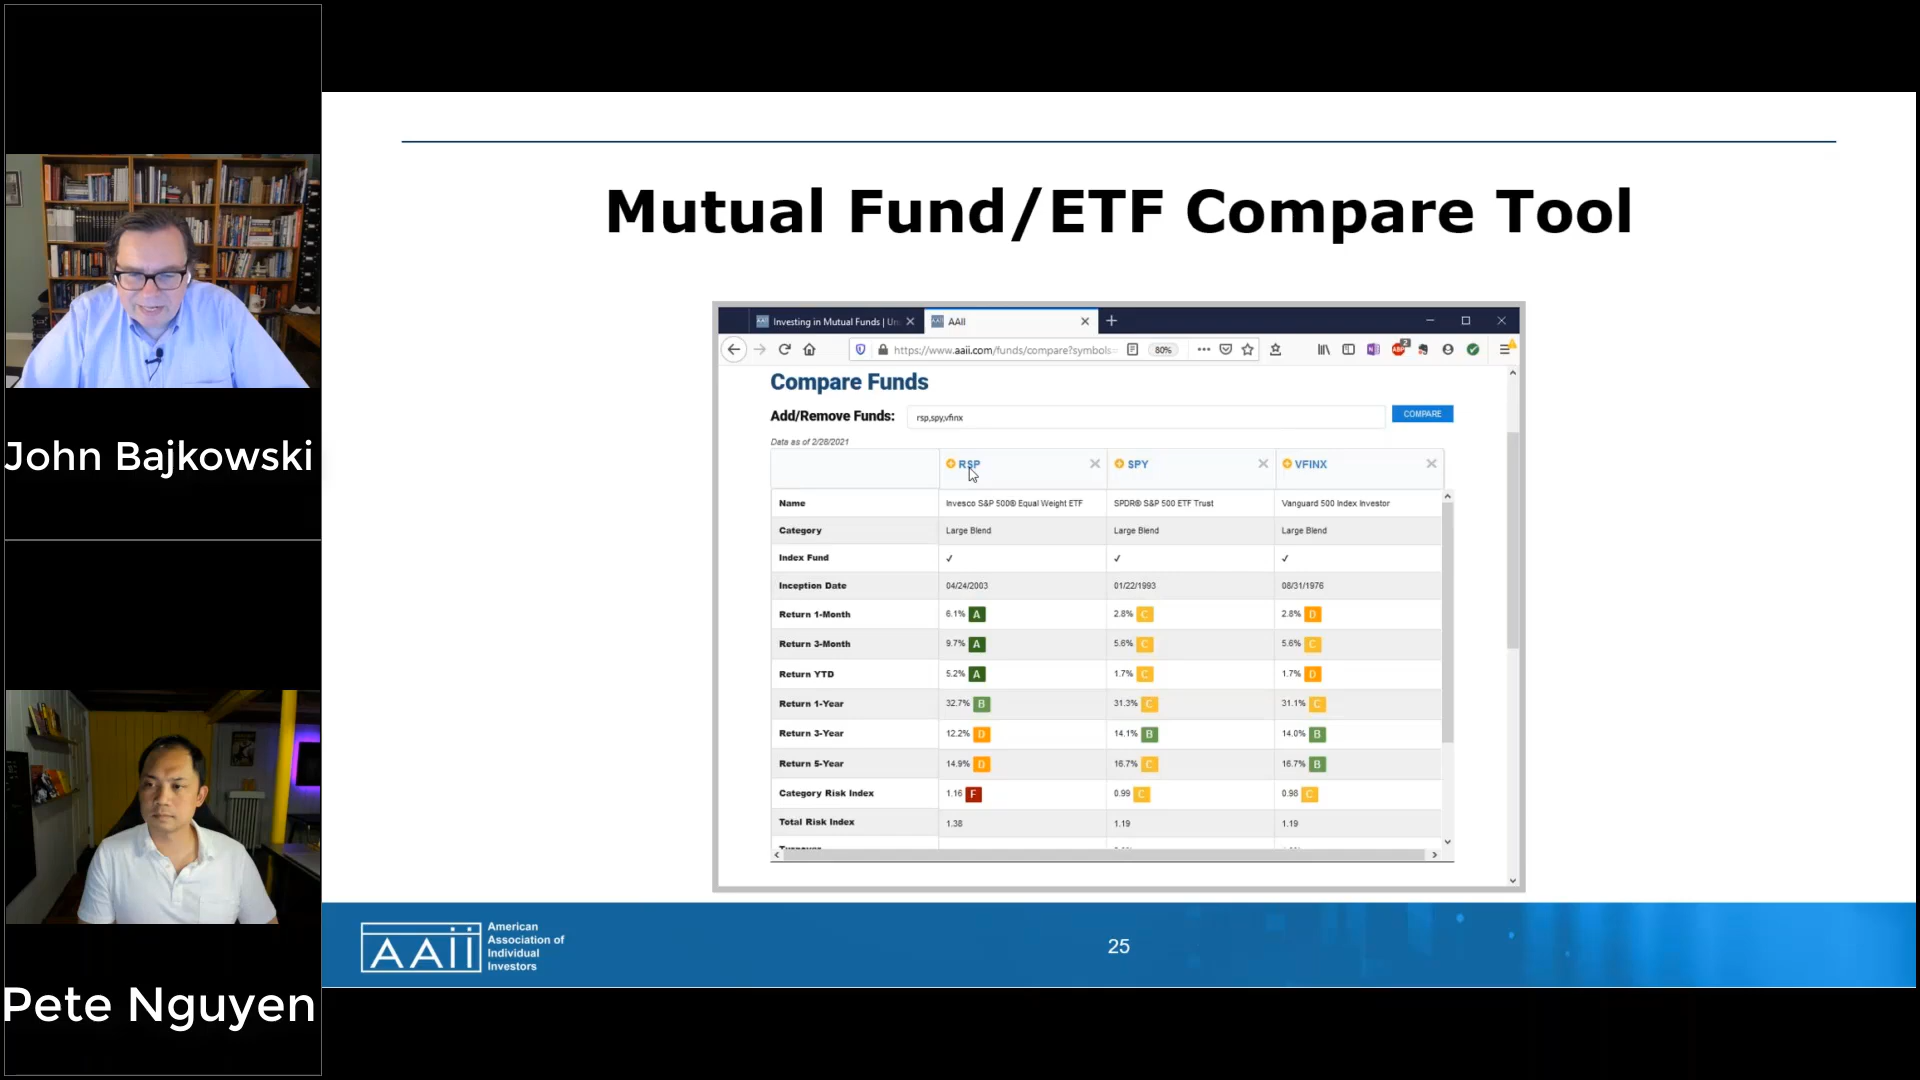 John Bajkowski
Pete Nguyen
Mutual Fund/ETF Compare Tool
Investing in Mutual Funds | Un
AAII
https://www.aaii.com/funds/compare?symbols=
80%
2
Compare Funds
Add/Remove Funds: rsp,spy,vfinx COMPARE
Data as of 2/28/2021
RSP SPY VFINX
Name Invesco S&P 500® Equal Weight ETF SPDR® S&P 500 ETF Trust Vanguard 500 Index Investor
Category Large Blend Large Blend Large Blend
Index Fund ✓ ✓ ✓
Inception Date 04/24/2003 01/22/1993 08/31/1976
Return 1-Month 6.1% A 2.8% C 2.8% D
Return 3-Month 9.7% A 5.6% C 5.6% C
Return YTD 5.2% A 1.7% C 1.7% D
Return 1-Year 32.7% B 31.3% C 31.1% C
Return 3-Year 12.2% D 14.1% B 14.0% B
Return 5-Year 14.9% D 16.7% C 16.7% B
Category Risk Index 1.16 F 0.99 C 0.98 C
Total Risk Index 1.38 1.19 1.19
AAII
American
Association of
Individual
Investors
25